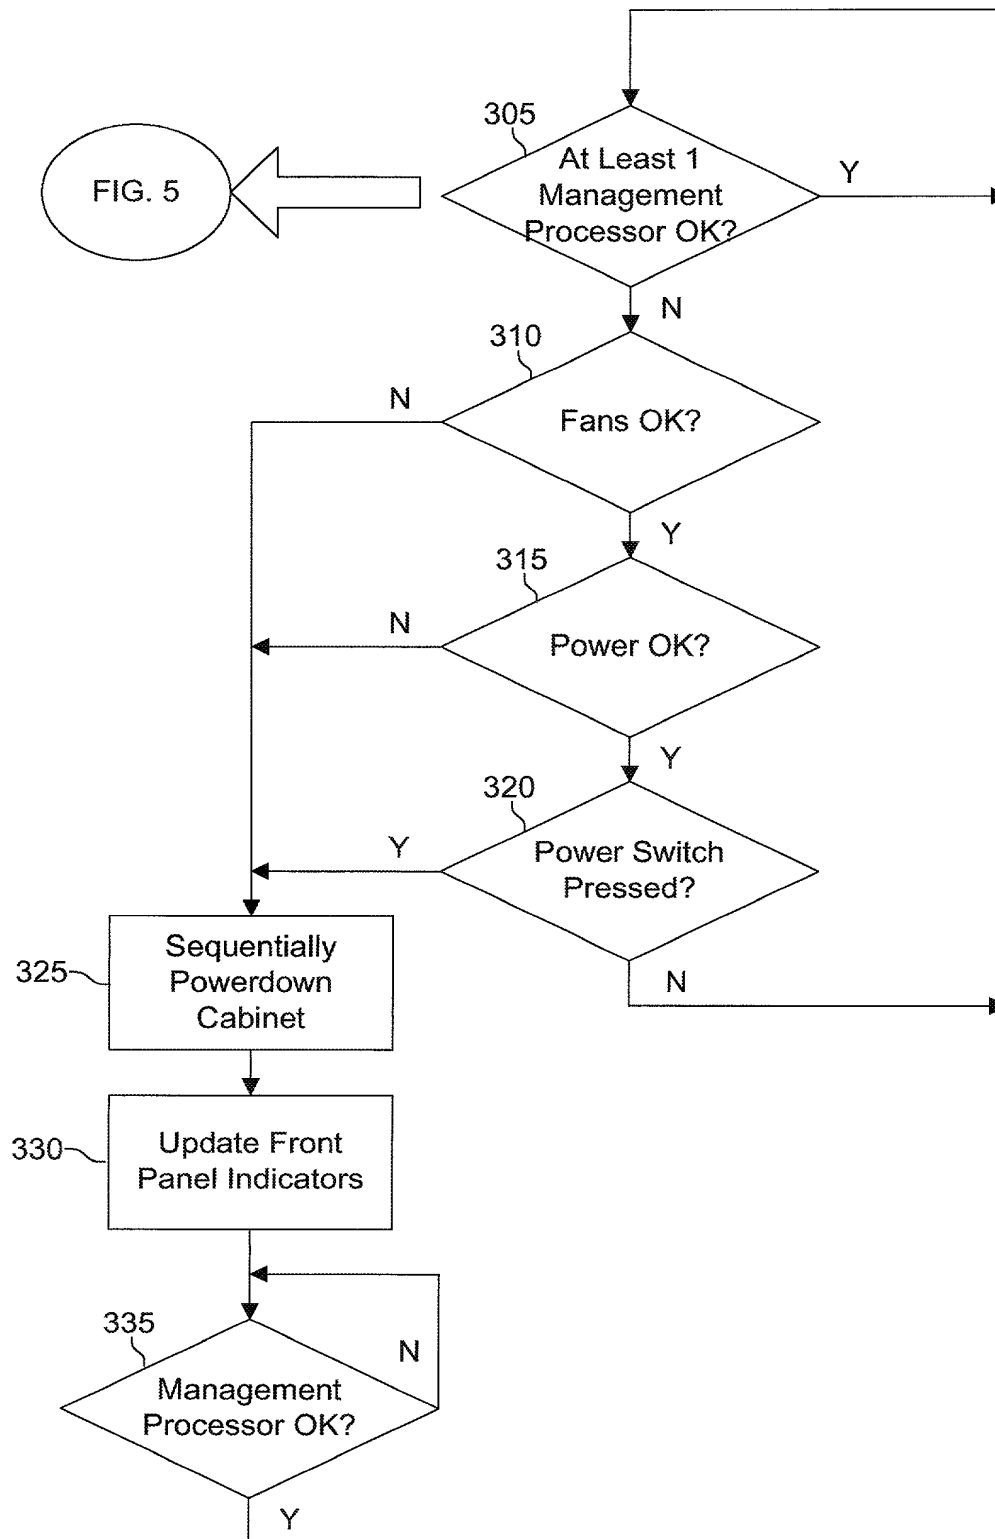 305
At Least 1
Management
Processor OK?
Y
FIG. 5
N
310
N
Fans OK?
Y
315
N
Power OK?
Y
320
Y
Power Switch
Pressed?
N
325
Sequentially
Powerdown
Cabinet
330
Update Front
Panel Indicators
335
N
Management
Processor OK?
Y